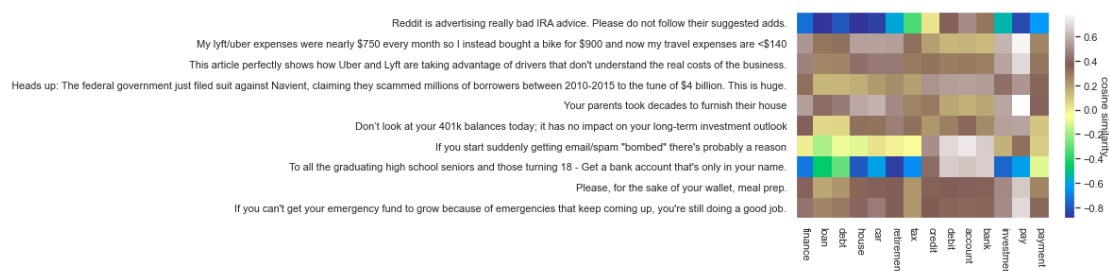 Reddit is advertising really bad IRA advice. Please do not follow their suggested adds.
My lyft/uber expenses were nearly $750 every month so I instead bought a bike for $900 and now my travel expenses are <$140
This article perfectly shows how Uber and Lyft are taking advantage of drivers that don't understand the real costs of the business.
Heads up: The federal government just filed suit against Navient, claiming they scammed millions of borrowers between 2010-2015 to the tune of $4 billion. This is huge.
Your parents took decades to furnish their house
Don't look at your 401k balances today; it has no impact on your long-term investment outlook
If you start suddenly getting email/spam "bombed" there's probably a reason
To all the graduating high school seniors and those turning 18 - Get a bank account that's only in your name.
Please, for the sake of your wallet, meal prep.
If you can't get your emergency fund to grow because of emergencies that keep coming up, you're still doing a good job.
finance
loan
debt
house
car
retiremen
tax
credit
debit
account
bank
investmen
pay
payment
0.6
0.4
0.2
0.0
−0.2
−0.4
−0.6
−0.8
cosine similarity